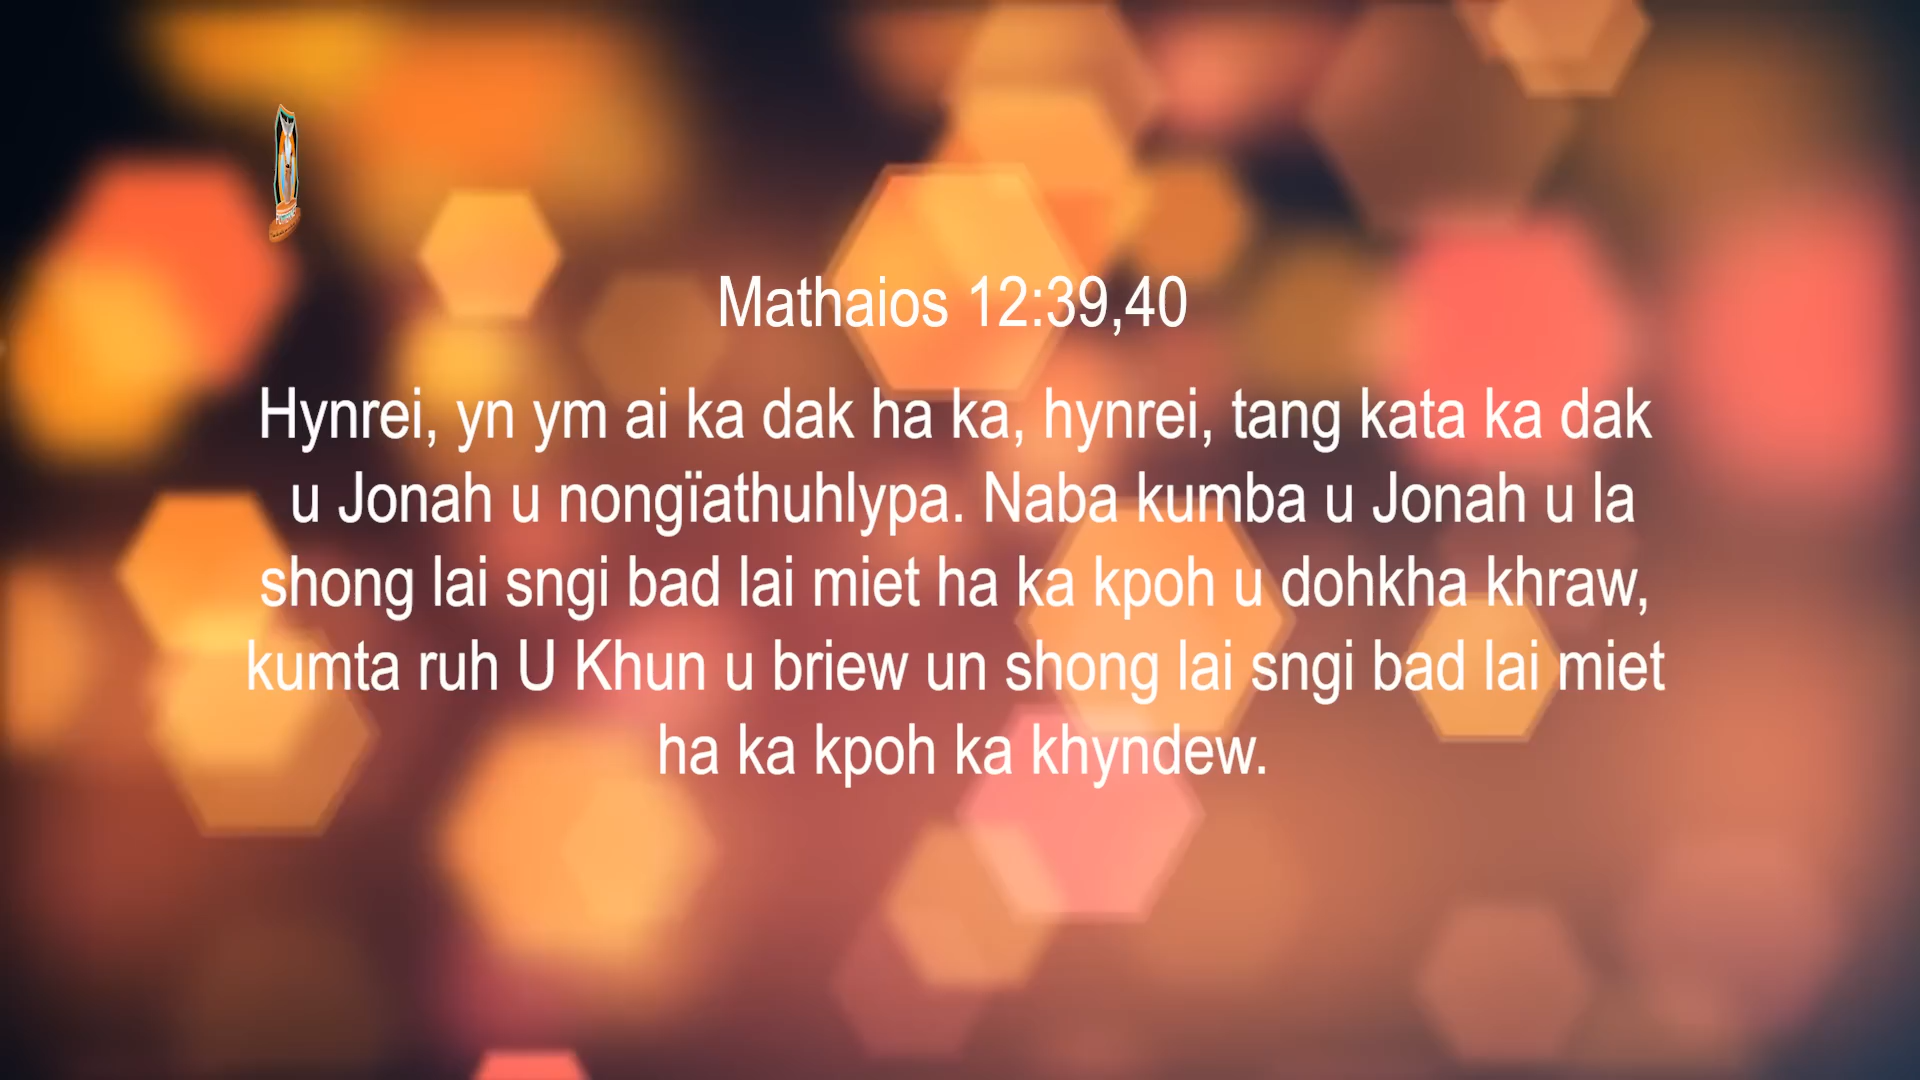 Mathaios 12:39,40
Hynrei, yn ym ai ka dak ha ka, hynrei, tang kata ka dak
u Jonah u nongïathuhlypa. Naba kumba u Jonah u la
shong lai sngi bad lai miet ha ka kpoh u dohkha khraw,
kumta ruh U Khun u briew un shong lai sngi bad lai miet
ha ka kpoh ka khyndew.